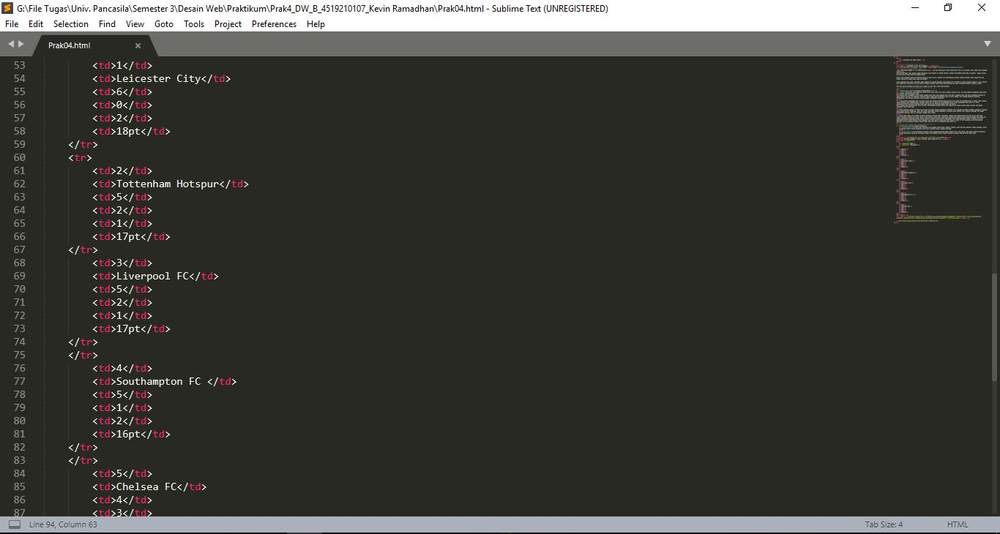 G:\File Tugas\Univ. Pancasila\Semester 3\Desain Web\Praktikum\Prak4_DW_B_4519210107_Kevin Ramadhan\Prak04.html - Sublime Text (UNREGISTERED)
File Edit Selection Find View Goto Tools Project Preferences Help
Prak04.html
53 <td>1</td>
54 <td>Leicester City</td>
55 <td>6</td>
56 <td>0</td>
57 <td>2</td>
58 <td>18pt</td>
59 </tr>
60 <tr>
61 <td>2</td>
62 <td>Tottenham Hotspur</td>
63 <td>5</td>
64 <td>2</td>
65 <td>1</td>
66 <td>17pt</td>
67 </tr>
68 <td>3</td>
69 <td>Liverpool FC</td>
70 <td>5</td>
71 <td>2</td>
72 <td>1</td>
73 <td>17pt</td>
74 </tr>
75 </tr>
76 <td>4</td>
77 <td>Southampton FC </td>
78 <td>5</td>
79 <td>1</td>
80 <td>2</td>
81 <td>16pt</td>
82 </tr>
83 </tr>
84 <td>5</td>
85 <td>Chelsea FC</td>
86 <td>4</td>
87 <td>3</td>
Line 94, Column 63 Tab Size: 4 HTML